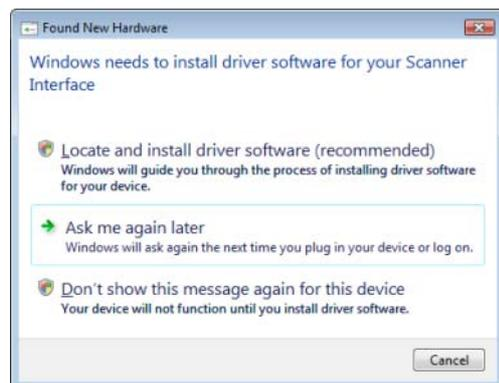 Found New Hardware
Windows needs to install driver software for your Scanner
Interface
Locate and install driver software (recommended)
Windows will guide you through the process of installing driver software
for your device.
Ask me again later
Windows will ask again the next time you plug in your device or log on.
Don't show this message again for this device
Your device will not function until you install driver software.
Cancel